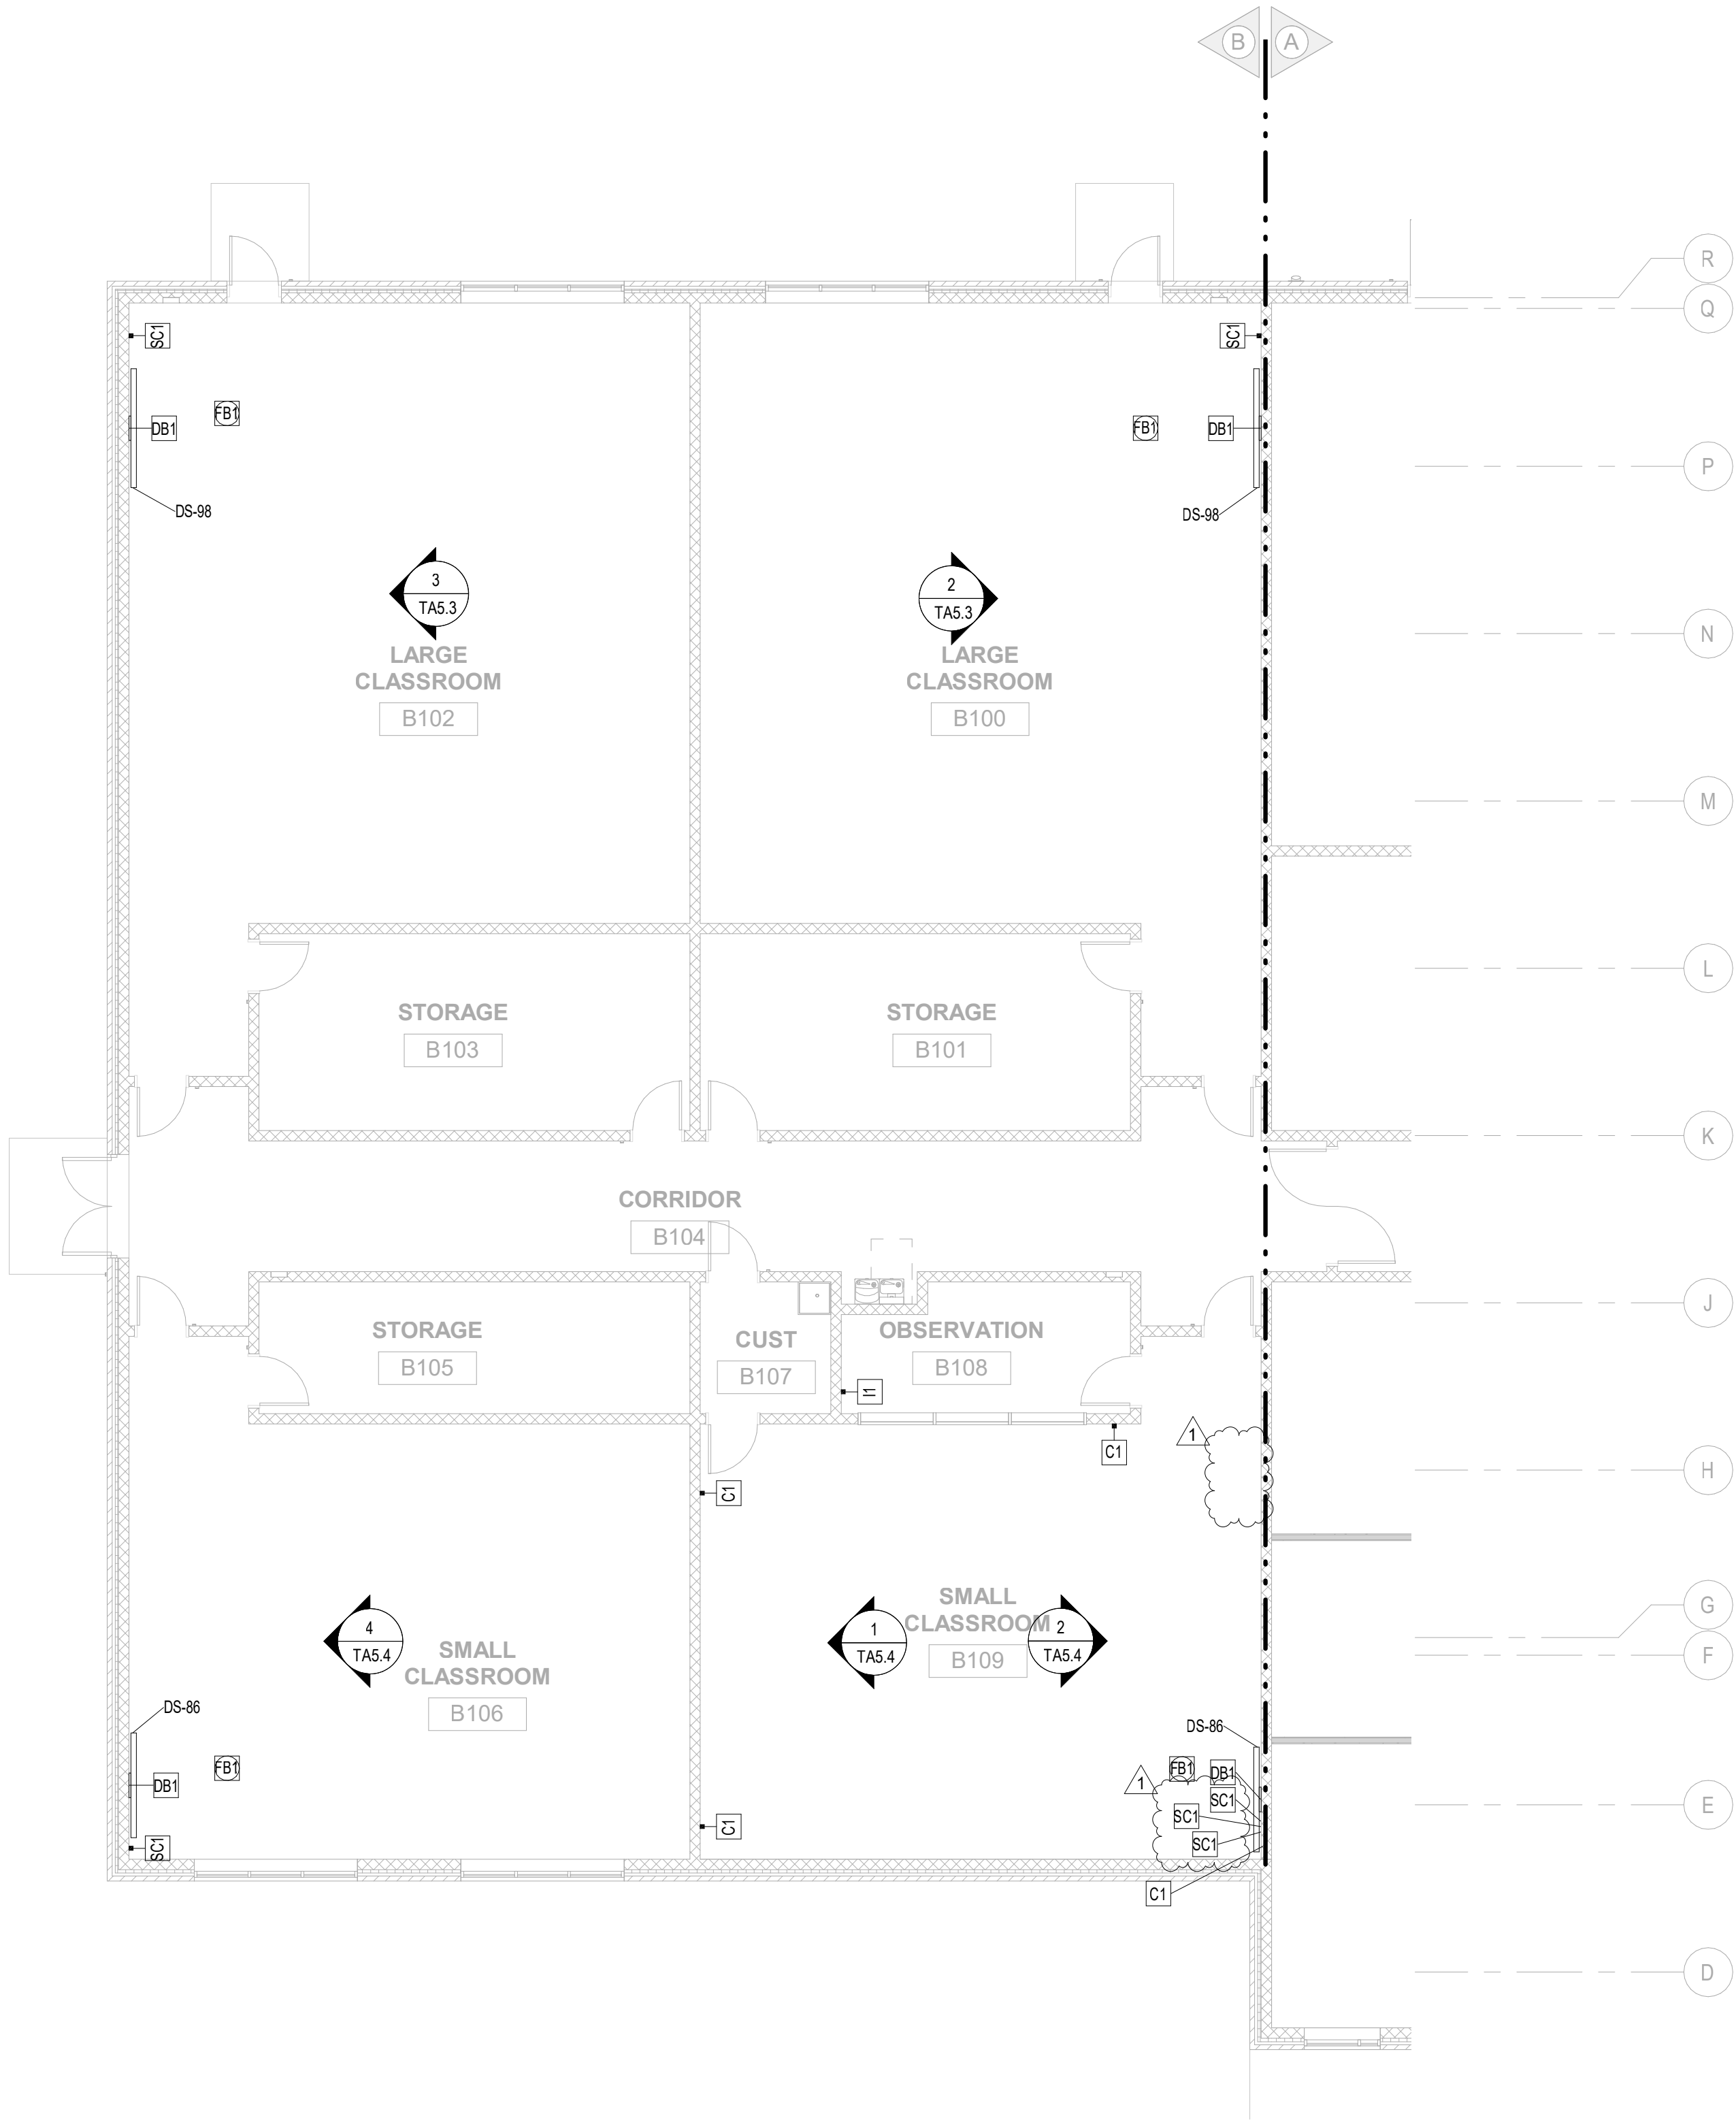 B
A
R
Q
SC1
SC1
FB1
DB1
FB1
DB1
P
DS-98
DS-98
3
TA5.3
2
TA5.3
N
LARGE
CLASSROOM
B102
LARGE
CLASSROOM
B100
M
L
STORAGE
B103
STORAGE
B101
K
CORRIDOR
B104
J
STORAGE
B105
CUST
B107
OBSERVATION
B108
I1
C1
1
H
C1
4
TA5.4
SMALL
CLASSROOM
B106
1
TA5.4
SMALL
CLASSROOM
B109
2
TA5.4
G
F
DS-86
DS-86
FB1
DB1
FB1
DB1
1
SC1
SC1
SC1
E
C1
SC1
C1
D